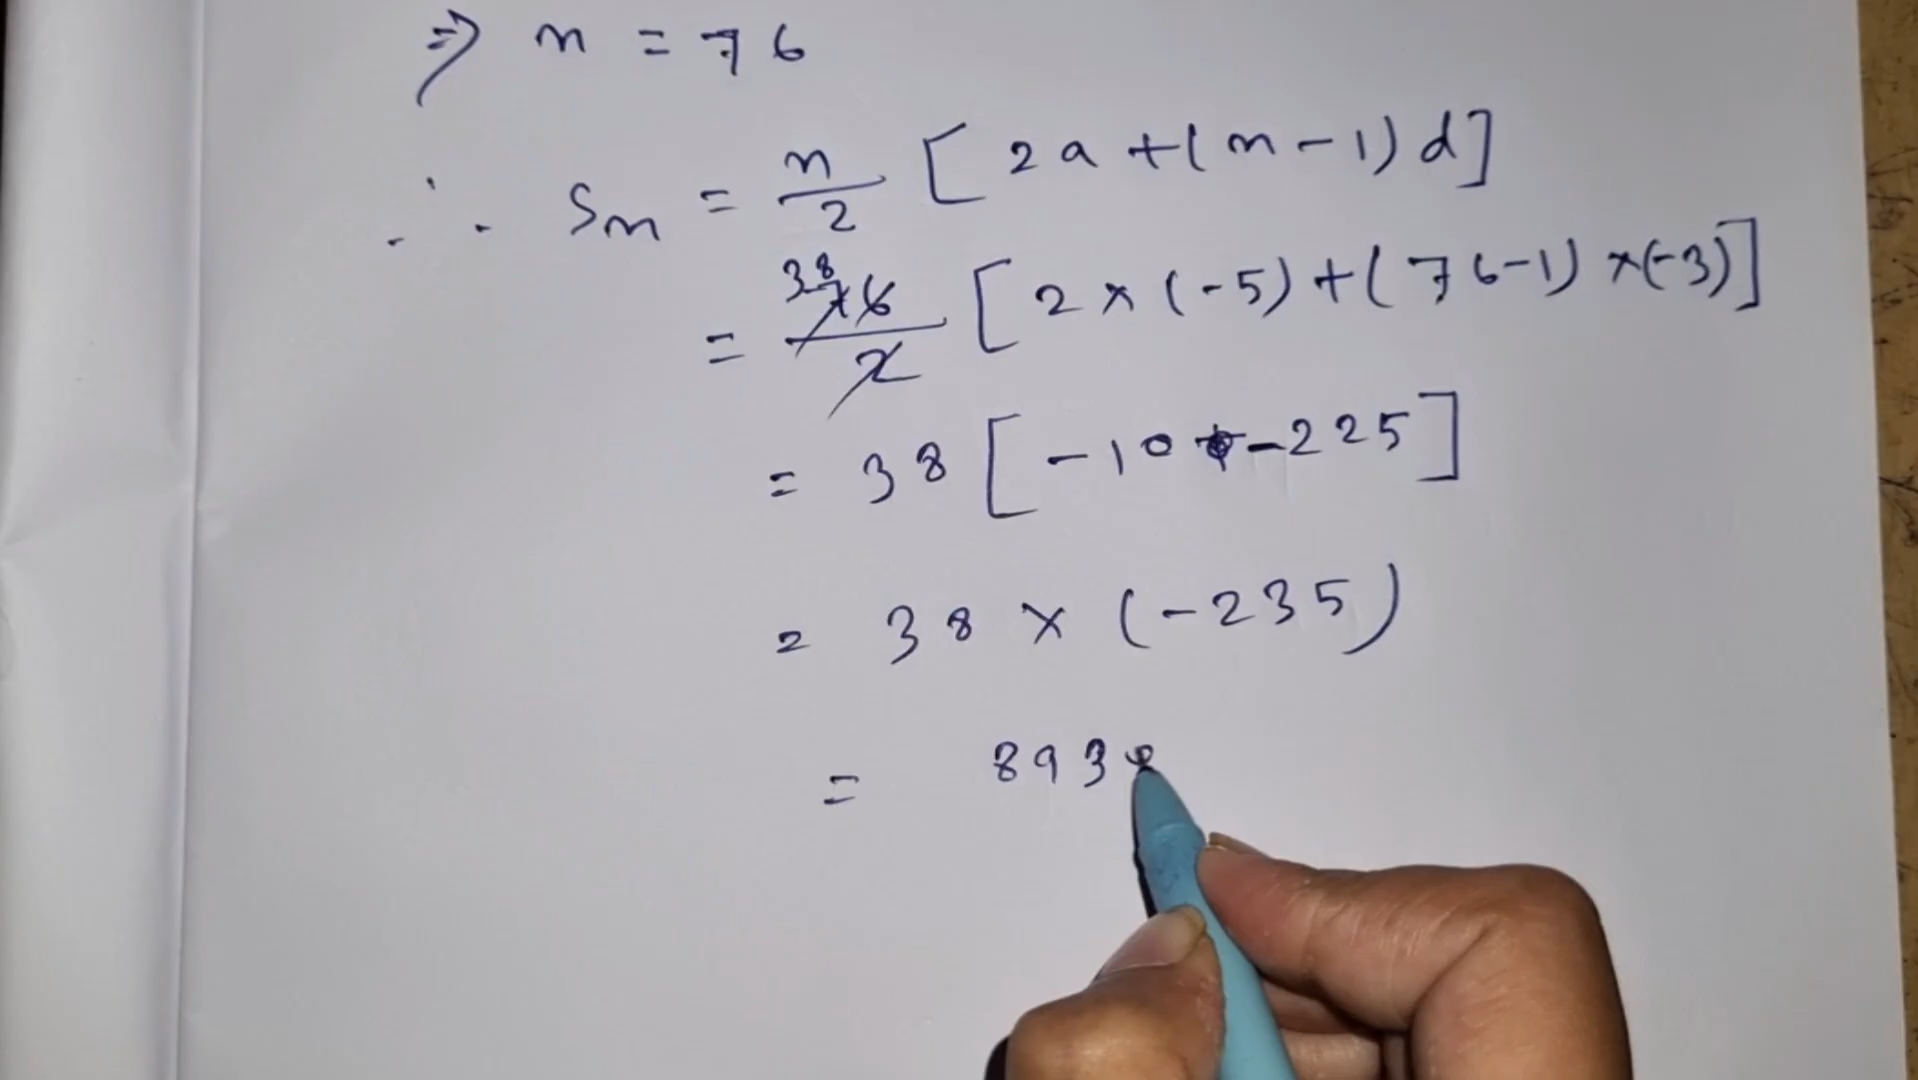 ⇒ n = 76
∴ Sn = n/2 [2a + (n-1)d]
= 38 76/2 [2×(-5)+(76-1)×(-3)]
= 38 [-10 -225]
= 38 × (-235)
= 893